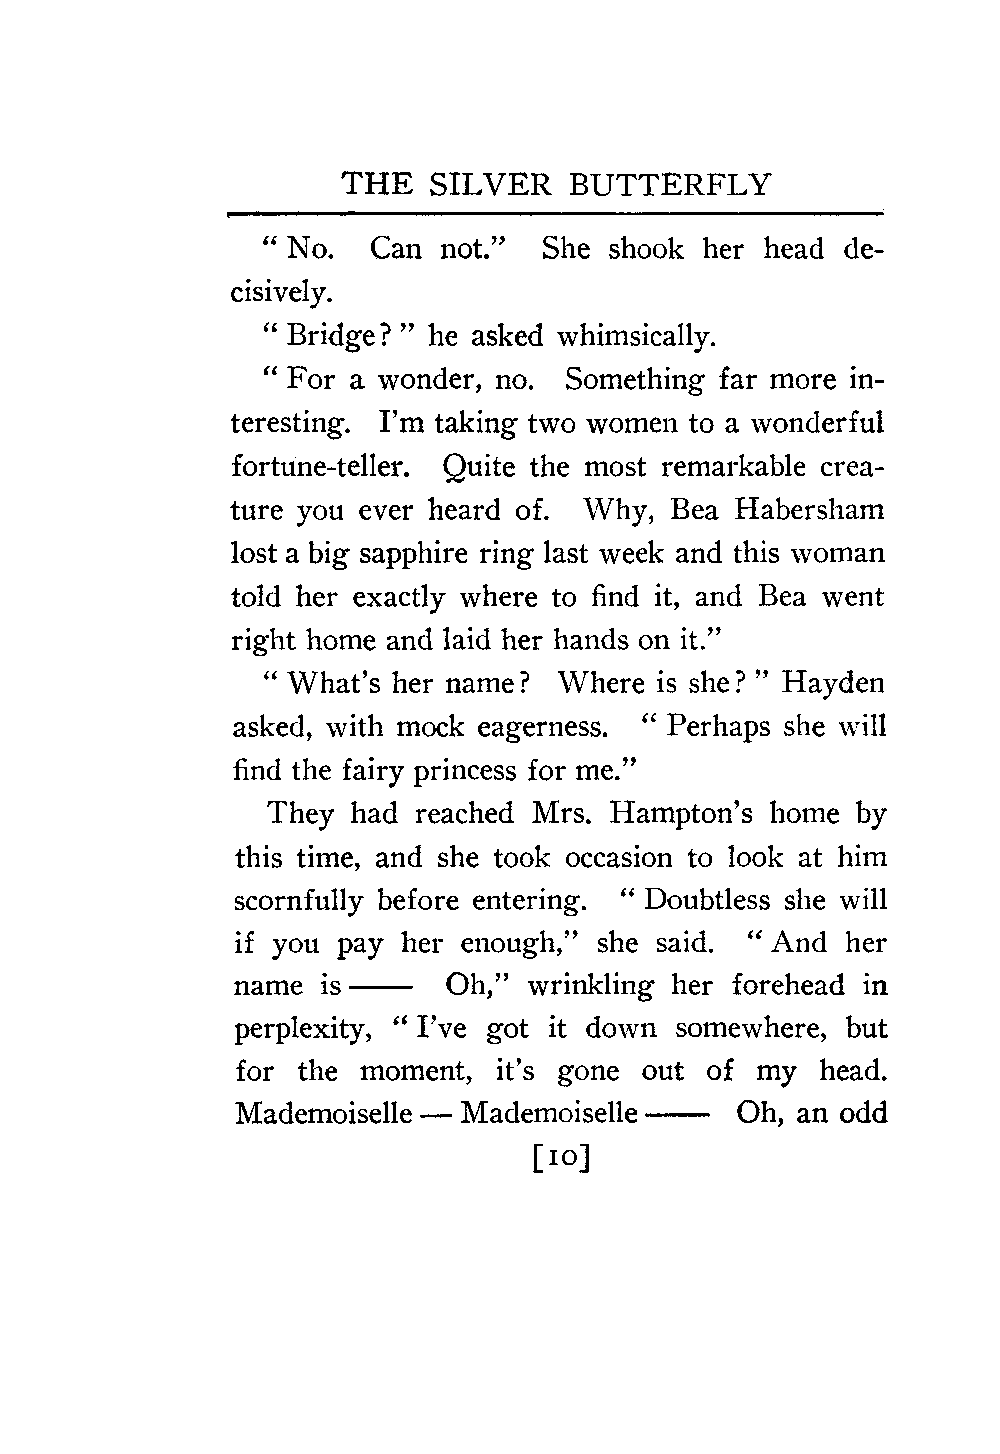 THE SILVER BUTTERFLY
“ No. Can not.” She shook her head de-
cisively.
“ Bridge? ” he asked whimsically.
“ For a wonder, no. Something far more in-
teresting. I’m taking two women to a wonderful
fortune-teller. Quite the most remarkable crea-
ture you ever heard of. Why, Bea Habersham
lost a big sapphire ring last week and this woman
told her exactly where to find it, and Bea went
right home and laid her hands on it.”
“ What’s her name? Where is she? ” Hayden
asked, with mock eagerness. “ Perhaps she will
find the fairy princess for me.”
They had reached Mrs. Hampton’s home by
this time, and she took occasion to look at him
scornfully before entering. “ Doubtless she will
if you pay her enough,” she said. “ And her
name is —— Oh,” wrinkling her forehead in
perplexity, “ I’ve got it down somewhere, but
for the moment, it’s gone out of my head.
Mademoiselle — Mademoiselle —— Oh, an odd
[10]